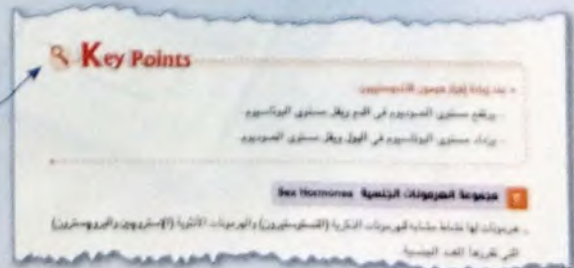 Key Points
• عند زيادة إفراز هرمون الألدوستيرون
- يرتفع مستوى الصوديوم في الدم ويقل مستوى البوتاسيوم.
- يزداد مستوى البوتاسيوم في البول ويقل مستوى الصوديوم.
مجموعة الهرمونات الجنسية Sex Hormones
هرمونات لها نشاط مشابه للهرمونات الذكرية (التستوستيرون) والهرمونات الأنثوية (الإستروجين والبروجسترون)
التي تفرزها الغدد الجنسية.